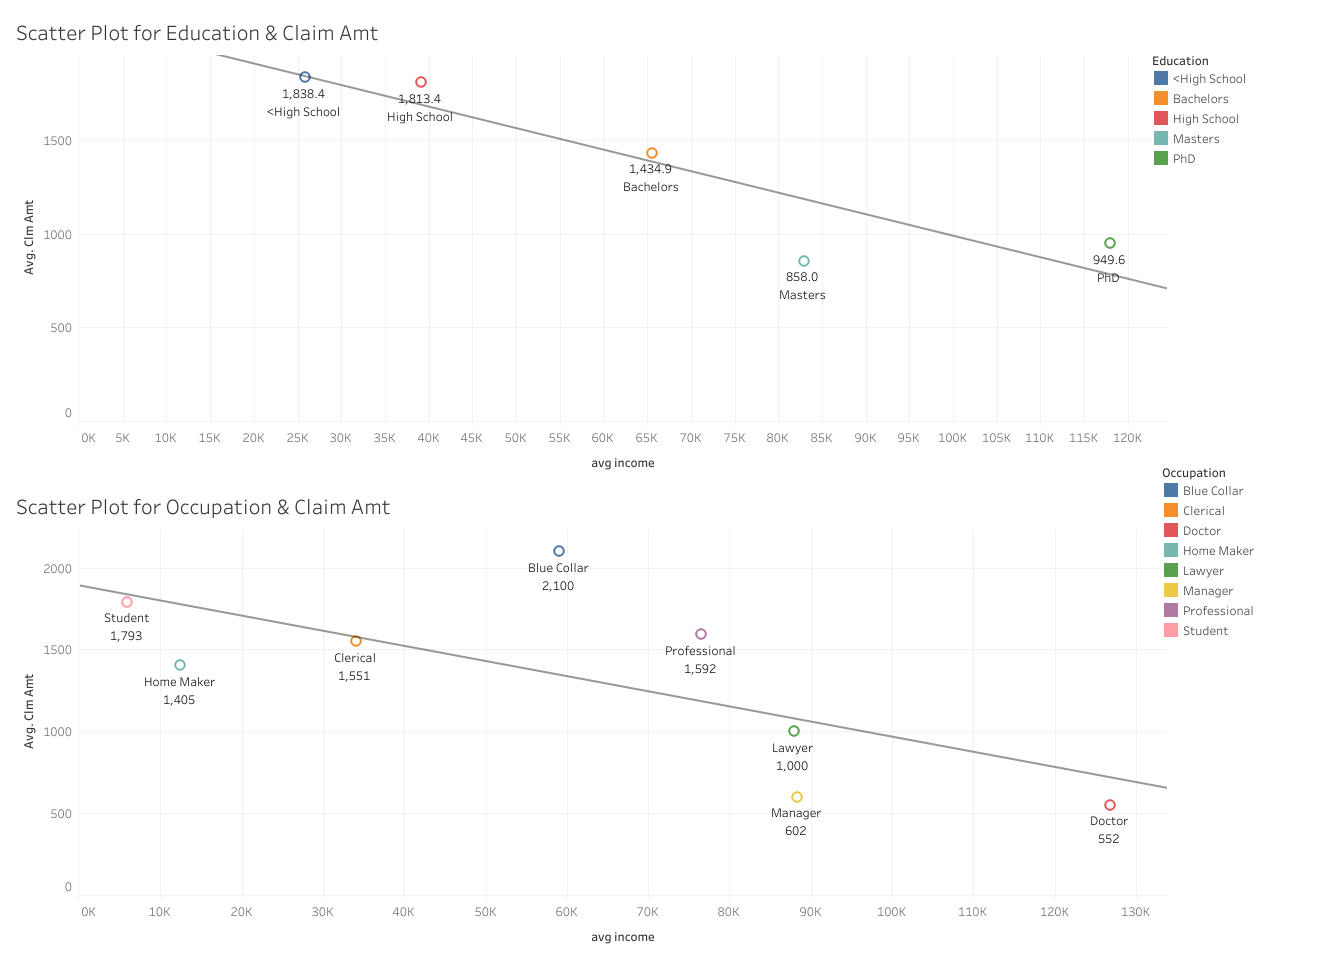 Scatter Plot for Education & Claim Amt
Education
<High School
Bachelors
High School
Masters
PhD
1,838.4
<High School
1,813.4
High School
1,434.9
Bachelors
858.0
Masters
949.6
PhD
Avg. Clm Amt
1500
1000
500
0
0K 5K 10K 15K 20K 25K 30K 35K 40K 45K 50K 55K 60K 65K 70K 75K 80K 85K 90K 95K 100K 105K 110K 115K 120K
avg income
Scatter Plot for Occupation & Claim Amt
Occupation
Blue Collar
Clerical
Doctor
Home Maker
Lawyer
Manager
Professional
Student
Blue Collar
2,100
Student
1,793
Clerical
1,551
Professional
1,592
Home Maker
1,405
Lawyer
1,000
Manager
602
Doctor
552
Avg. Clm Amt
2000
1500
1000
500
0
0K 10K 20K 30K 40K 50K 60K 70K 80K 90K 100K 110K 120K 130K
avg income